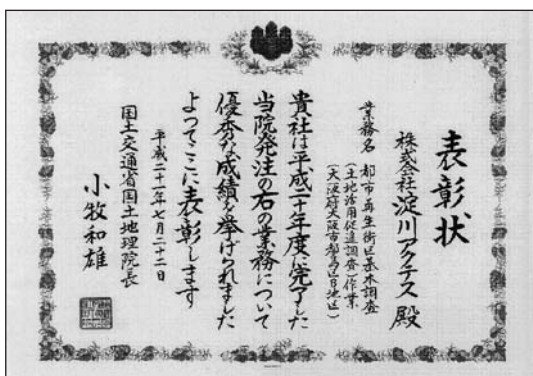 表彰状
株式会社 淀川アクテス 殿
業務名 都市再生街区基本調査
(土地活用促進調査)作業
(大阪府大阪市都島区B地区)
貴社は平成二十年度に完了した
当院発注の右の業務について
優秀な成績を挙げられました
よってここに表彰します
平成二十一年七月二十二日
国土交通省国土地理院長
小牧和雄